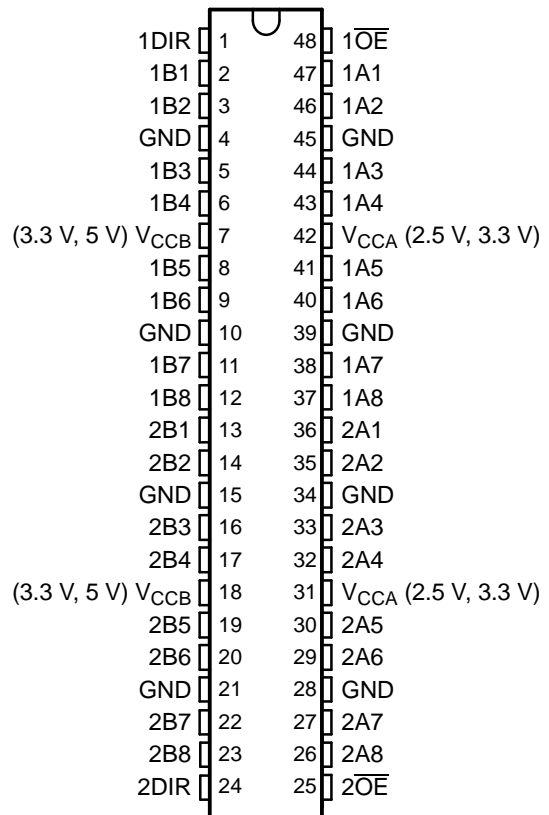 1DIR 1 48 1O̅E̅
1B1 2 47 1A1
1B2 3 46 1A2
GND 4 45 GND
1B3 5 44 1A3
1B4 6 43 1A4
(3.3 V, 5 V) VCCB 7 42 VCCA (2.5 V, 3.3 V)
1B5 8 41 1A5
1B6 9 40 1A6
GND 10 39 GND
1B7 11 38 1A7
1B8 12 37 1A8
2B1 13 36 2A1
2B2 14 35 2A2
GND 15 34 GND
2B3 16 33 2A3
2B4 17 32 2A4
(3.3 V, 5 V) VCCB 18 31 VCCA (2.5 V, 3.3 V)
2B5 19 30 2A5
2B6 20 29 2A6
GND 21 28 GND
2B7 22 27 2A7
2B8 23 26 2A8
2DIR 24 25 2O̅E̅